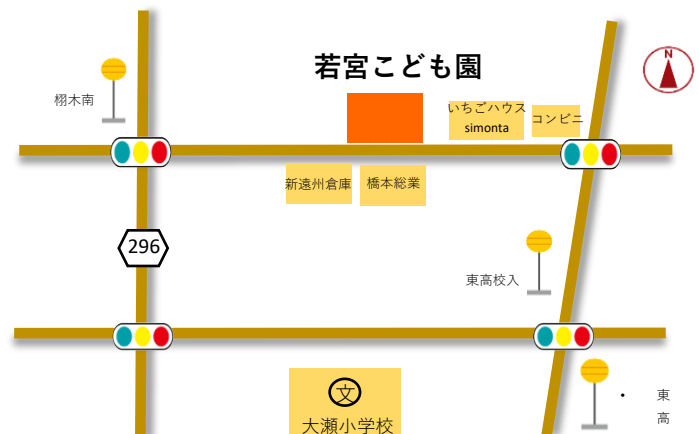 若宮こども園
N
栩木南
いちごハウス
simonta
コンビニ
新遠州倉庫
橋本総業
296
東高校入
文
大瀬小学校
・
東
高